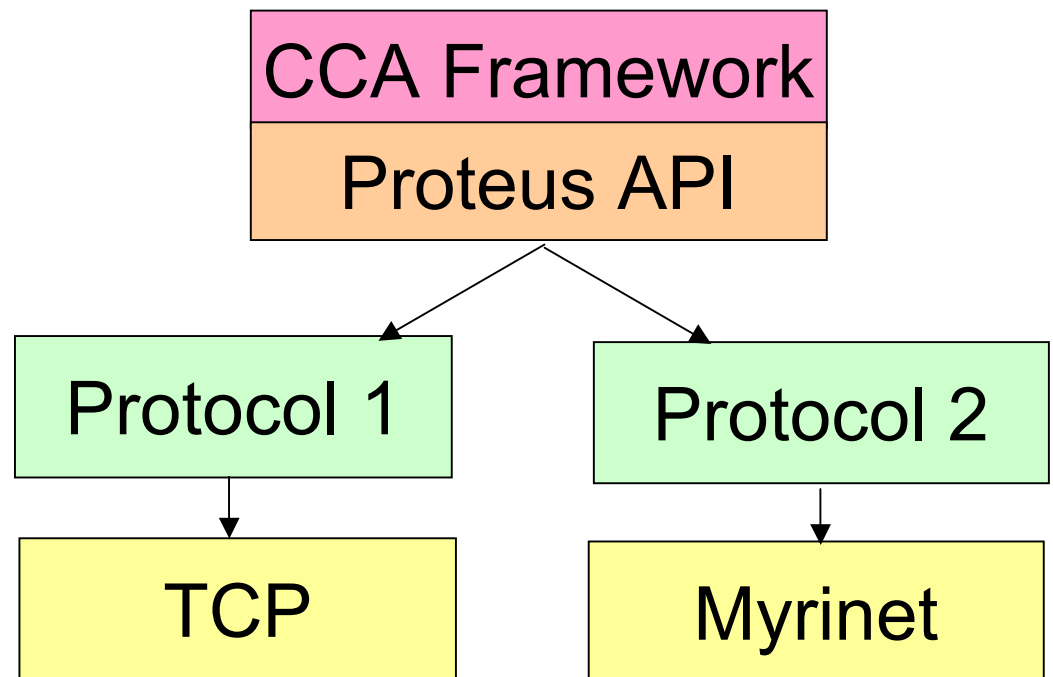 CCA Framework
Proteus API
Protocol 1
Protocol 2
TCP
Myrinet